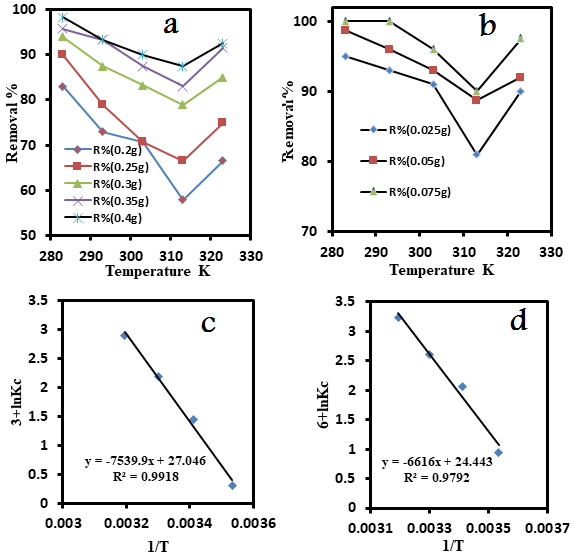 a
100
90
80
70
60
50
Removal %
R%(0.2g)
R%(0.25g)
R%(0.3g)
R%(0.35g)
R%(0.4g)
250 260 270 280 290 300 310 320 330
Temperature K
b
100
90
80
70
Removal %
R%(0.025g)
R%(0.05g)
R%(0.075g)
280 290 300 310 320 330
Temperature K
c
3.5
3
2.5
2
1.5
1
0.5
0
3+lnKc
y = -7539.9x + 27.046
R² = 0.9918
0.003 0.0032 0.0034 0.0036
1/T
d
3.5
3
2.5
2
1.5
1
0.5
0
6+lnKc
y = -6616x + 24.443
R² = 0.9792
0.0031 0.0033 0.0035 0.0037
1/T